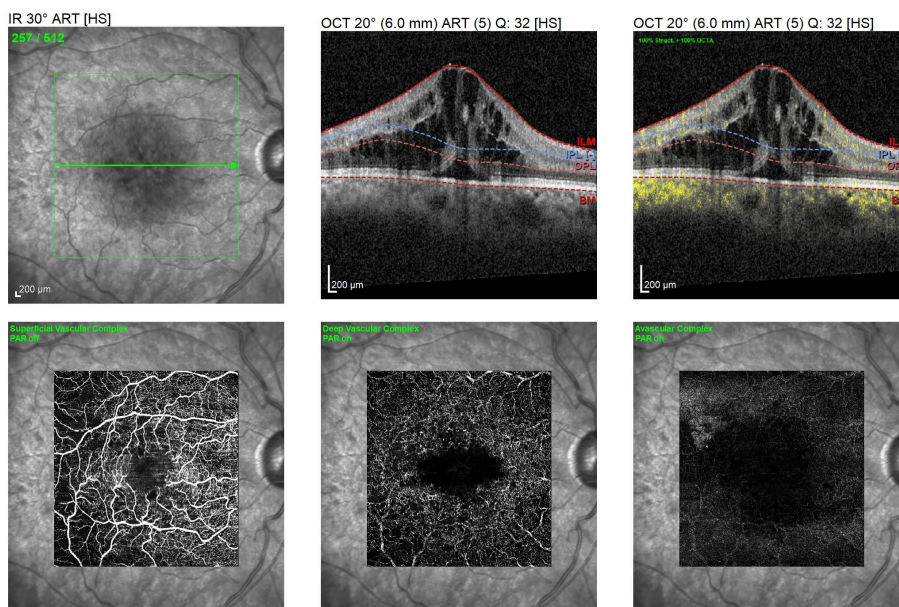 IR 30° ART [HS]
257 / 512
200 µm
OCT 20° (6.0 mm) ART (5) Q: 32 [HS]
ILM
IPL [-]
OPL
BM
200 µm
OCT 20° (6.0 mm) ART (5) Q: 32 [HS]
100% Struct. + 100% OCTA
ILM
IPL [
OPL
BM
200 µm
Superficial Vascular Complex
PAR off
Deep Vascular Complex
PAR on
Avascular Complex
PAR on